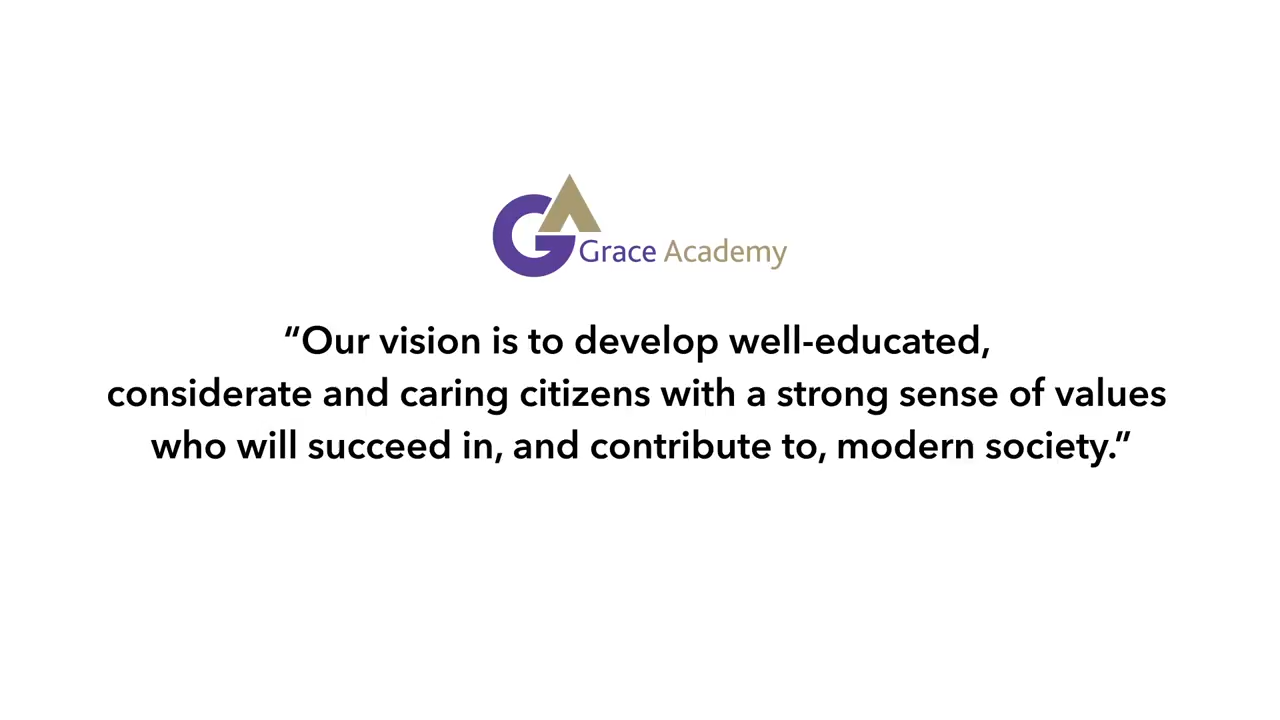 GA Grace Academy
“Our vision is to develop well-educated,
considerate and caring citizens with a strong sense of values
who will succeed in, and contribute to, modern society.”